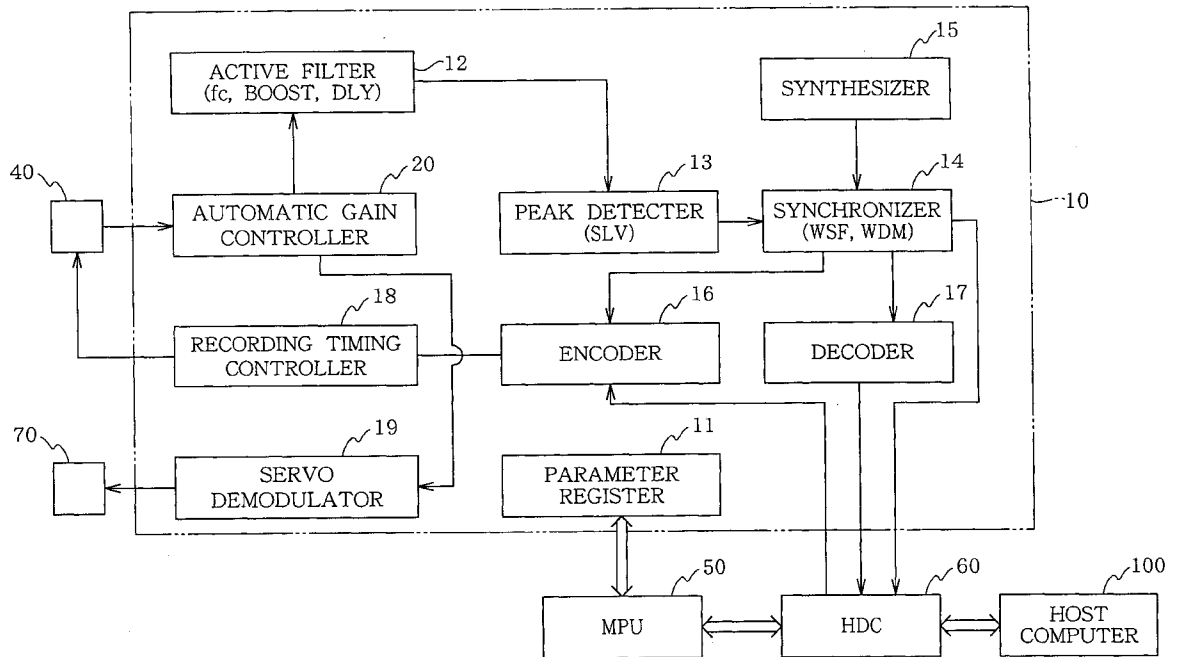 15
12
ACTIVE FILTER
(fc, BOOST, DLY)
SYNTHESIZER
40
20
13
14
AUTOMATIC GAIN
CONTROLLER
PEAK DETECTER
(SLV)
SYNCHRONIZER
(WSF, WDM)
10
18
16
17
RECORDING TIMING
CONTROLLER
ENCODER
DECODER
70
19
11
SERVO
DEMODULATOR
PARAMETER
REGISTER
50
60
100
MPU
HDC
HOST
COMPUTER